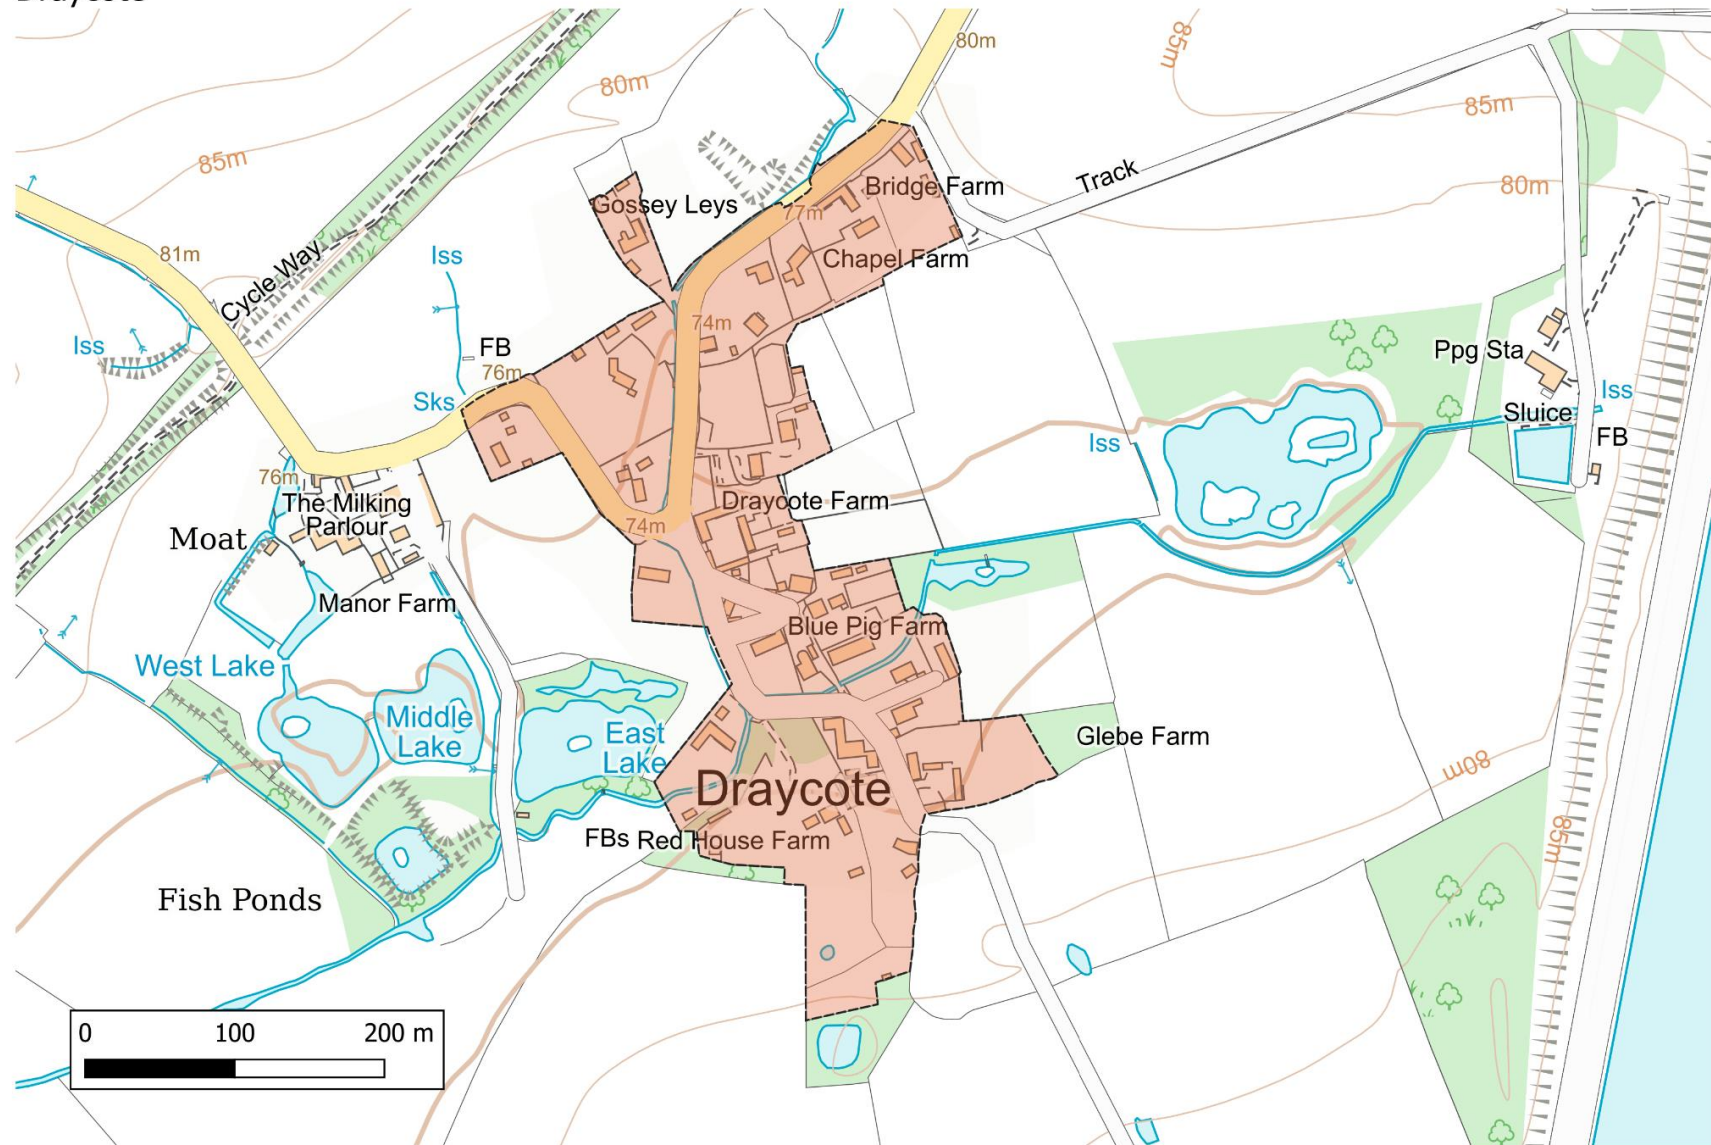 80m
85m
80m
85m
85m
Track
Bridge Farm
80m
Gossey Leys
77m
Cycle Way
81m
Iss
Chapel Farm
74m
Iss
FB
76m
Ppg Sta
Sks
Iss
Sluice
FB
Iss
76m
The Milking
Parlour
Draycote Farm
74m
Moat
Manor Farm
Blue Pig Farm
West Lake
Middle
Lake
East
Lake
Glebe Farm
80m
Draycote
85m
FBs
Red House Farm
Fish Ponds
0 100 200 m